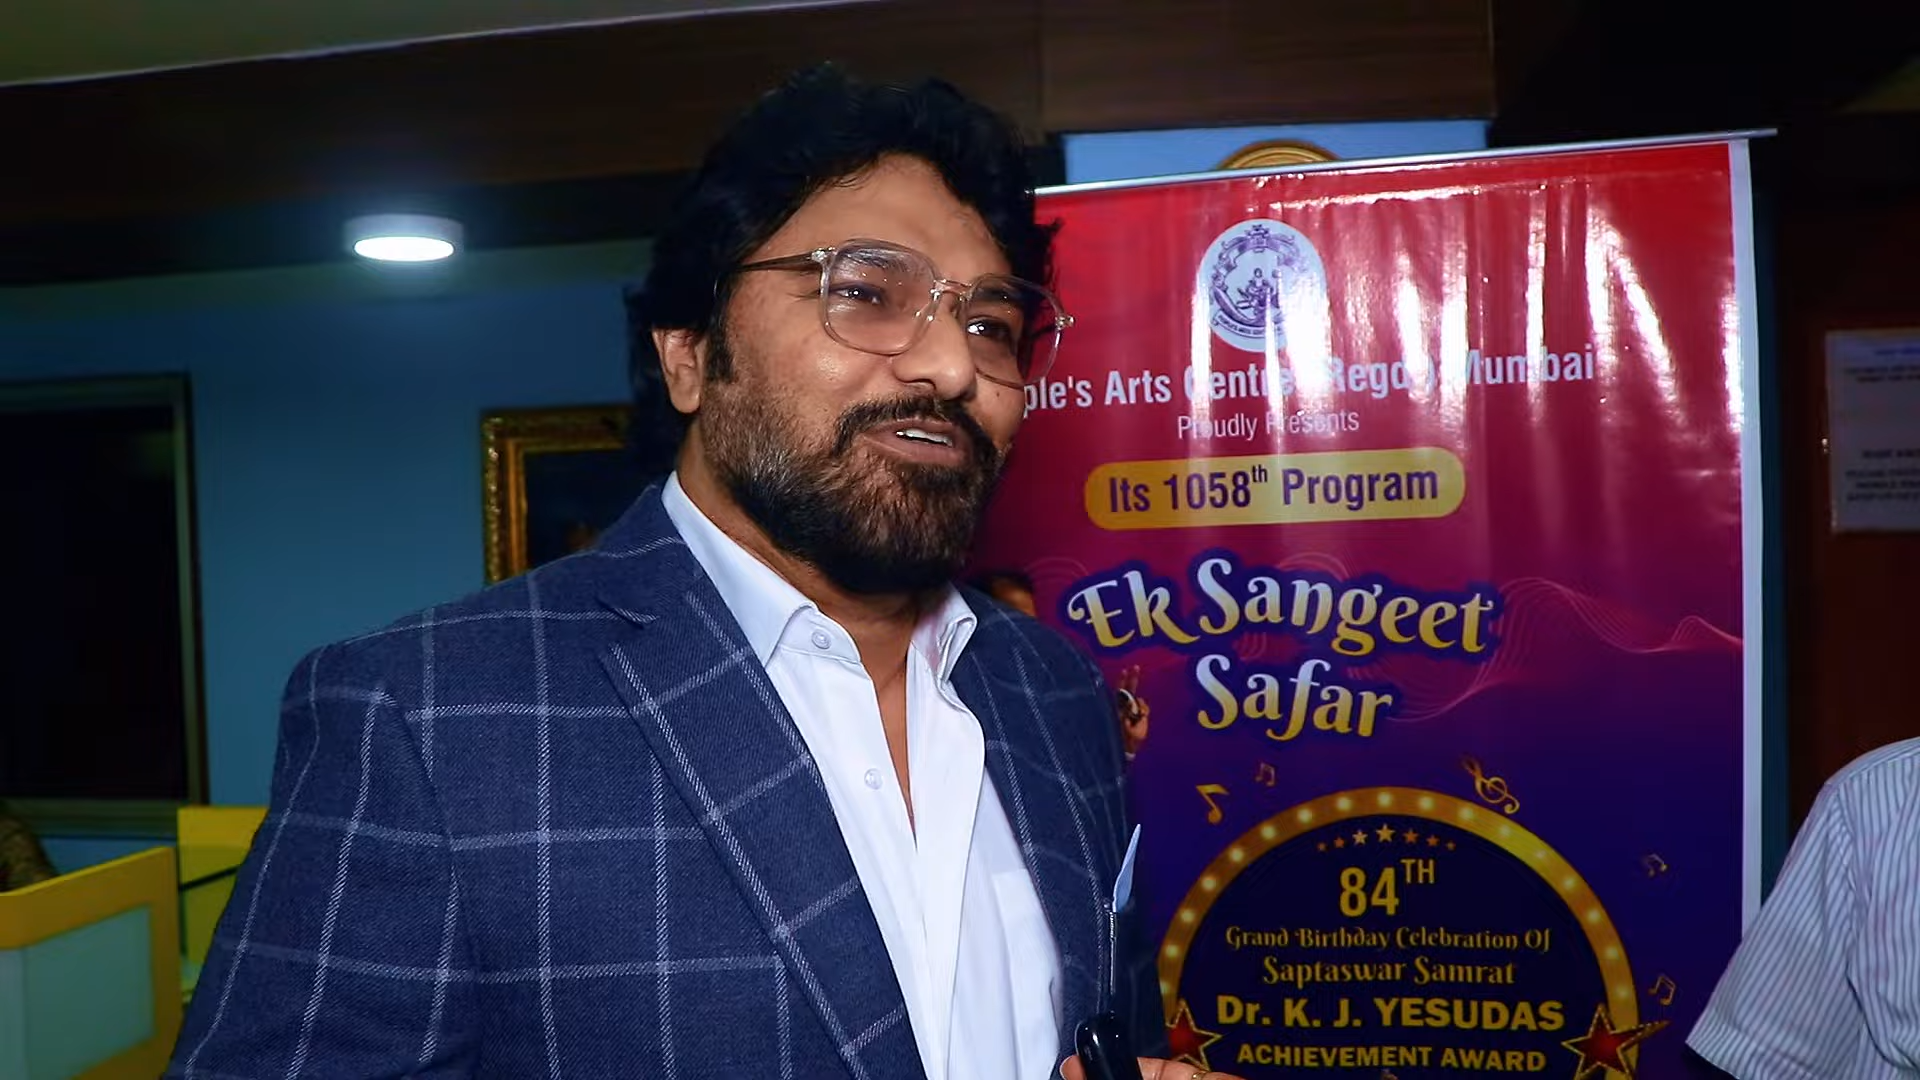 ple's Arts Centre (Regd.) Mumbai
Proudly Presents
Its 1058th Program
Ek Sangeet
Safar
84TH
Grand Birthday Celebration Of
Saptaswar Samrat
Dr. K. J. YESUDAS
ACHIEVEMENT AWARD